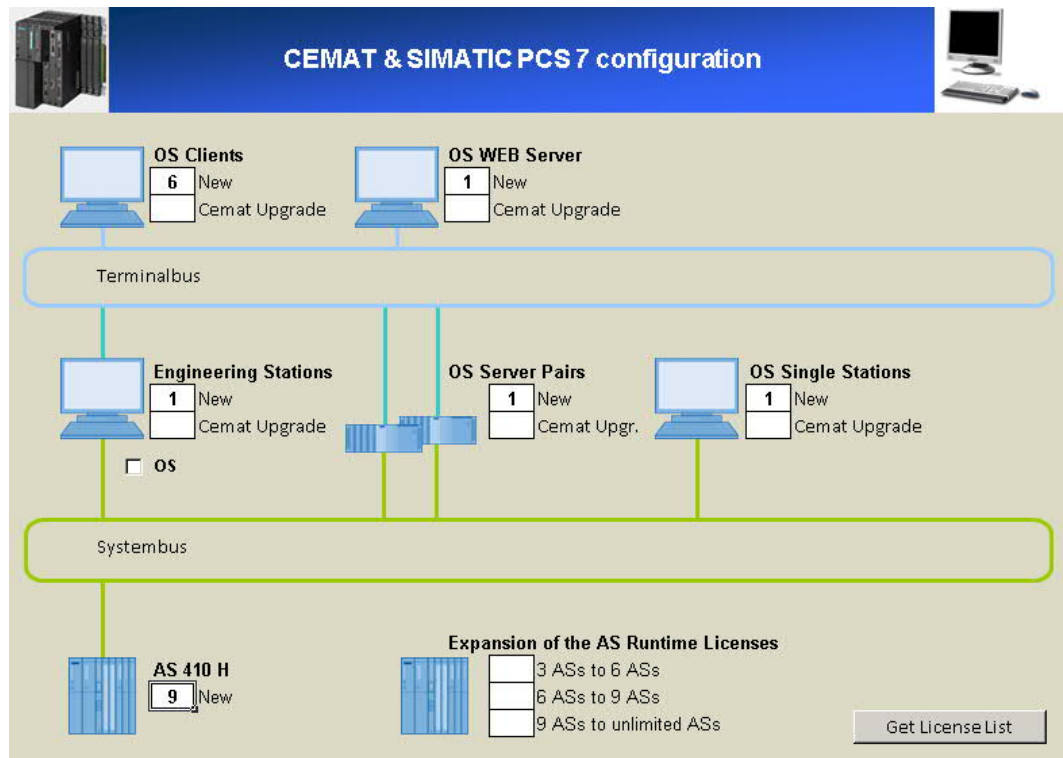 CEMAT & SIMATIC PCS 7 configuration
OS Clients
6 New
Cemat Upgrade
OS WEB Server
1 New
Cemat Upgrade
Terminalbus
Engineering Stations
1 New
Cemat Upgrade
OS
OS Server Pairs
1 New
Cemat Upgr.
OS Single Stations
1 New
Cemat Upgrade
Systembus
AS 410 H
9 New
Expansion of the AS Runtime Licenses
3 ASs to 6 ASs
6 ASs to 9 ASs
9 ASs to unlimited ASs
Get License List